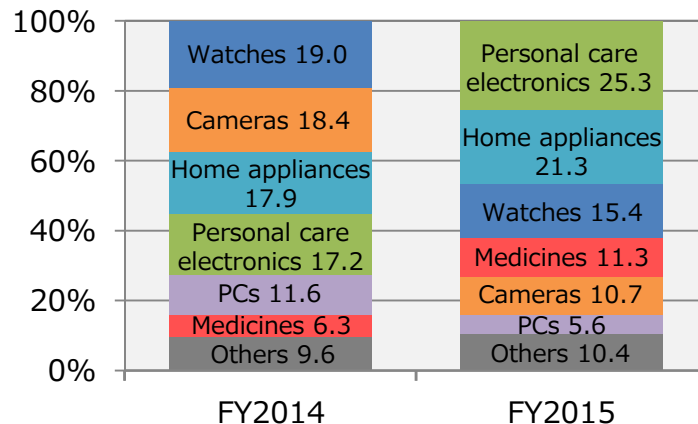 100%
80%
60%
40%
20%
0%
Watches 19.0
Cameras 18.4
Home appliances
17.9
Personal care
electronics 17.2
PCs 11.6
Medicines 6.3
Others 9.6
Personal care
electronics 25.3
Home appliances
21.3
Watches 15.4
Medicines 11.3
Cameras 10.7
PCs 5.6
Others 10.4
FY2014
FY2015